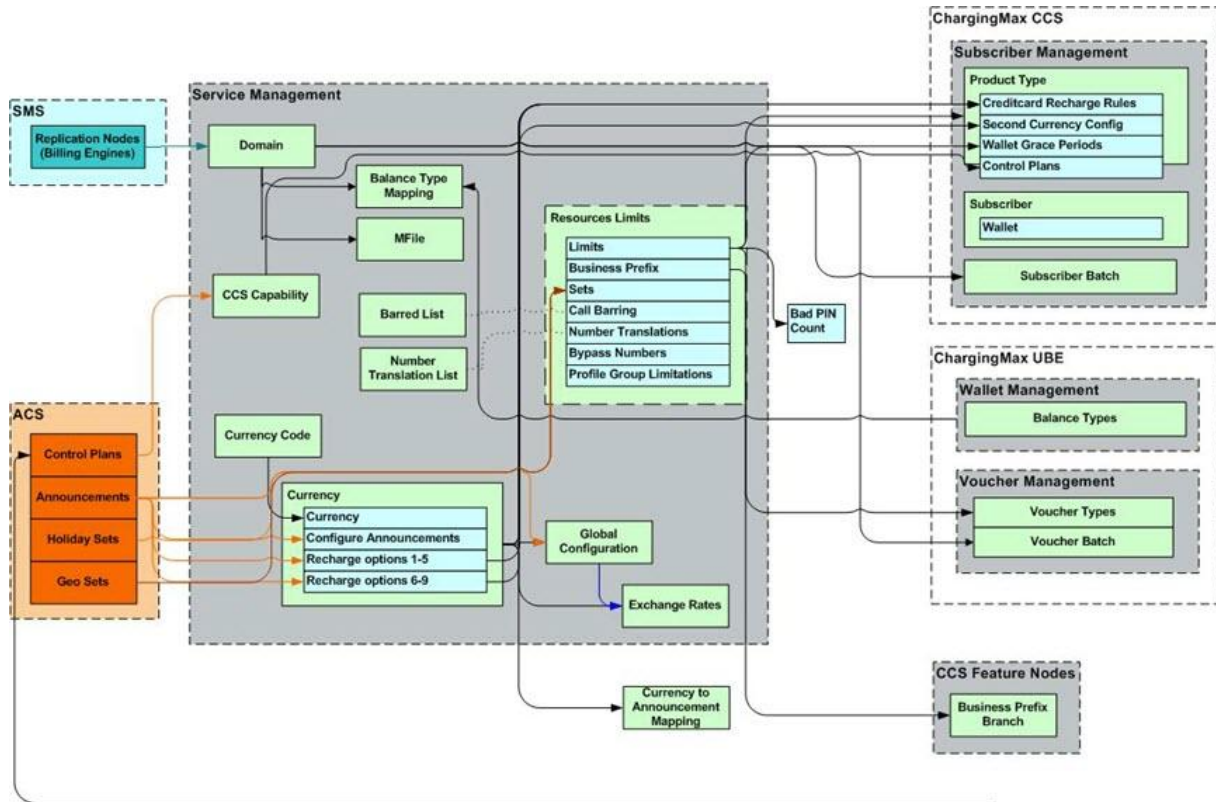 ChargingMax CCS
Subscriber Management
Product Type
Creditcard Recharge Rules
Second Currency Config
Wallet Grace Periods
Control Plans
Subscriber
Wallet
Subscriber Batch
SMS
Replication Nodes
(Billing Engines)
Service Management
Domain
Balance Type
Mapping
MFile
CCS Capability
Barred List
Number
Translation List
Resources Limits
Limits
Business Prefix
Sets
Call Barring
Number Translations
Bypass Numbers
Profile Group Limitations
Bad PIN
Count
ChargingMax UBE
Wallet Management
Balance Types
Voucher Management
Voucher Types
Voucher Batch
ACS
Control Plans
Announcements
Holiday Sets
Geo Sets
Currency Code
Currency
Currency
Configure Announcements
Recharge options 1-5
Recharge options 6-9
Global
Configuration
Exchange Rates
Currency to
Announcement
Mapping
CCS Feature Nodes
Business Prefix
Branch